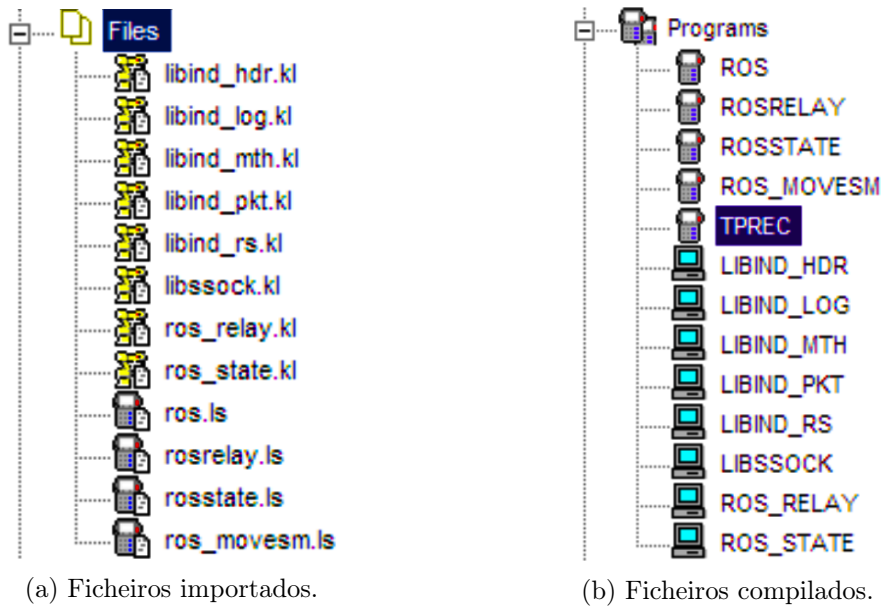 Files
libind_hdr.kl
libind_log.kl
libind_mth.kl
libind_pkt.kl
libind_rs.kl
libssock.kl
ros_relay.kl
ros_state.kl
ros.ls
rosrelay.ls
rosstate.ls
ros_movesm.ls
(a) Ficheiros importados.
Programs
ROS
ROSRELAY
ROSSTATE
ROS_MOVESM
TPREC
LIBIND_HDR
LIBIND_LOG
LIBIND_MTH
LIBIND_PKT
LIBIND_RS
LIBSSOCK
ROS_RELAY
ROS_STATE
(b) Ficheiros compilados.